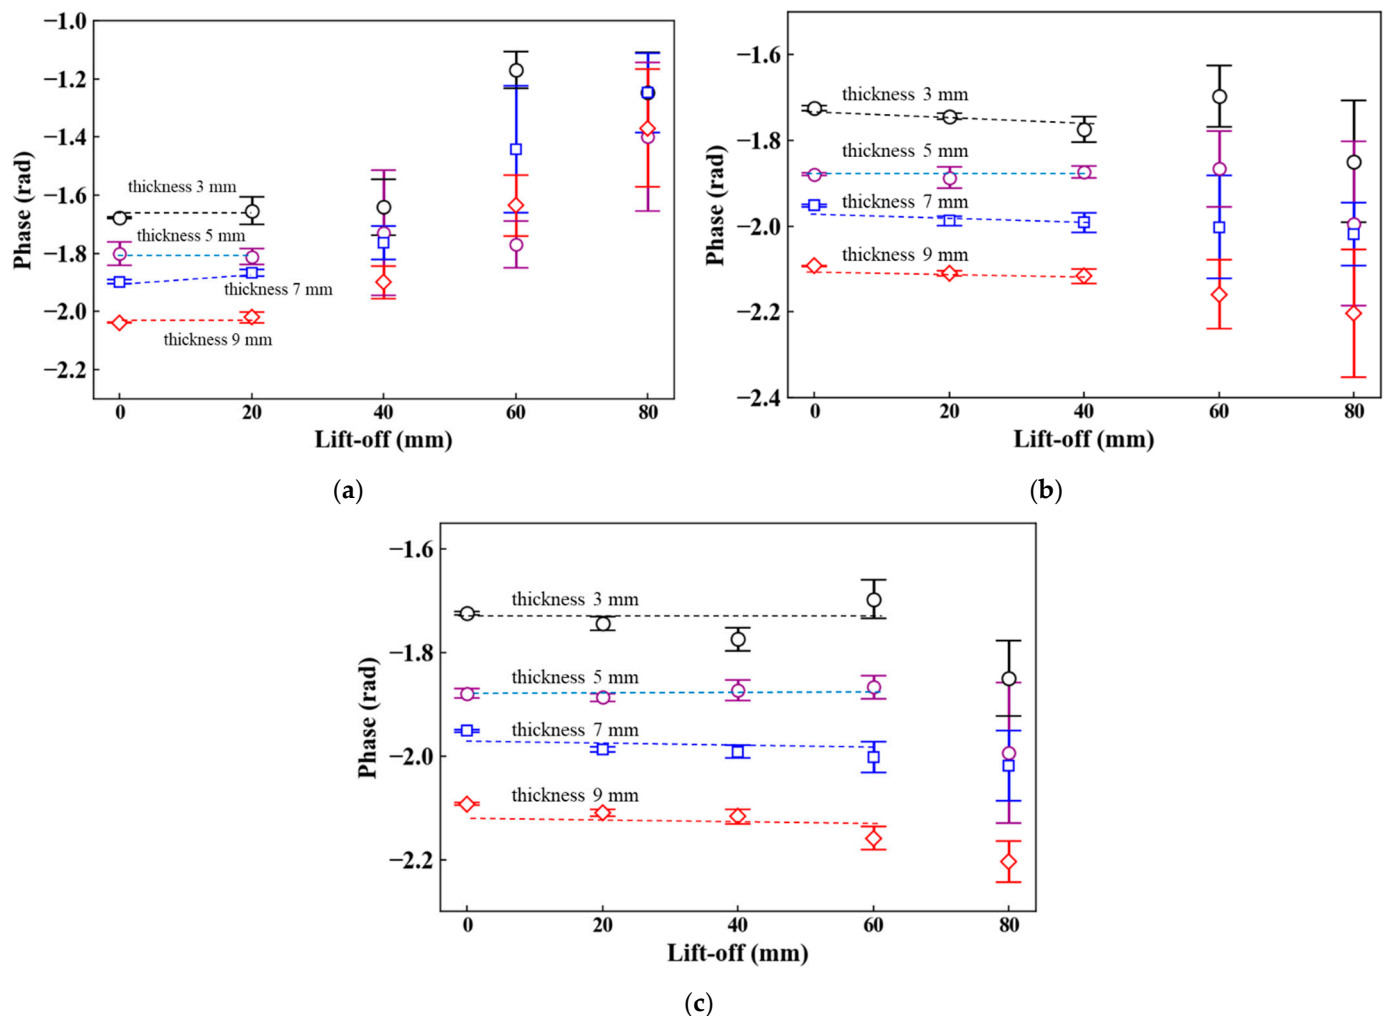 −1.0
−1.2
−1.4
−1.6
−1.8
−2.0
−2.2
Phase (rad)
thickness 3 mm
thickness 5 mm
thickness 7 mm
thickness 9 mm
0 20 40 60 80
Lift-off (mm)
(a)
−1.6
−1.8
−2.0
−2.2
−2.4
Phase (rad)
thickness 3 mm
thickness 5 mm
thickness 7 mm
thickness 9 mm
0 20 40 60 80
Lift-off (mm)
(b)
−1.6
−1.8
−2.0
−2.2
Phase (rad)
thickness 3 mm
thickness 5 mm
thickness 7 mm
thickness 9 mm
0 20 40 60 80
Lift-off (mm)
(c)